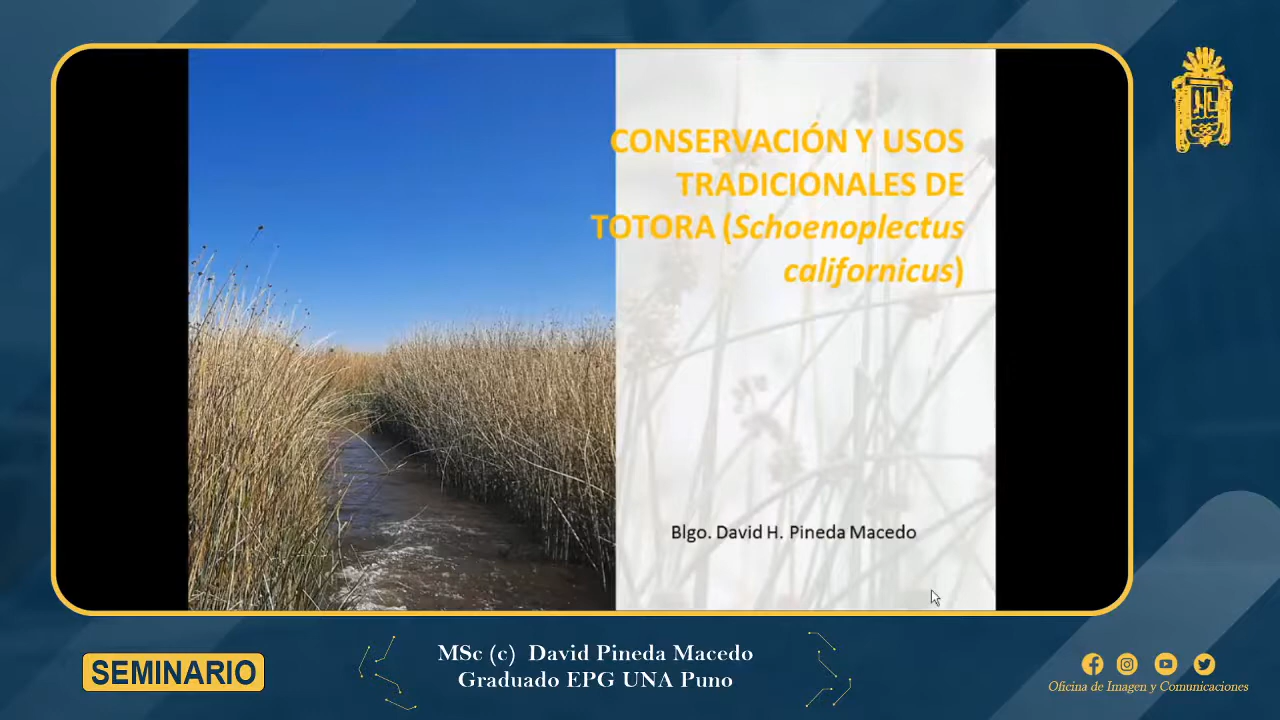 CONSERVACIÓN Y USOS
TRADICIONALES DE
TOTORA (Schoenoplectus
californicus)
Blgo. David H. Pineda Macedo
SEMINARIO
MSc (c) David Pineda Macedo
Graduado EPG UNA Puno
Oficina de Imagen y Comunicaciones